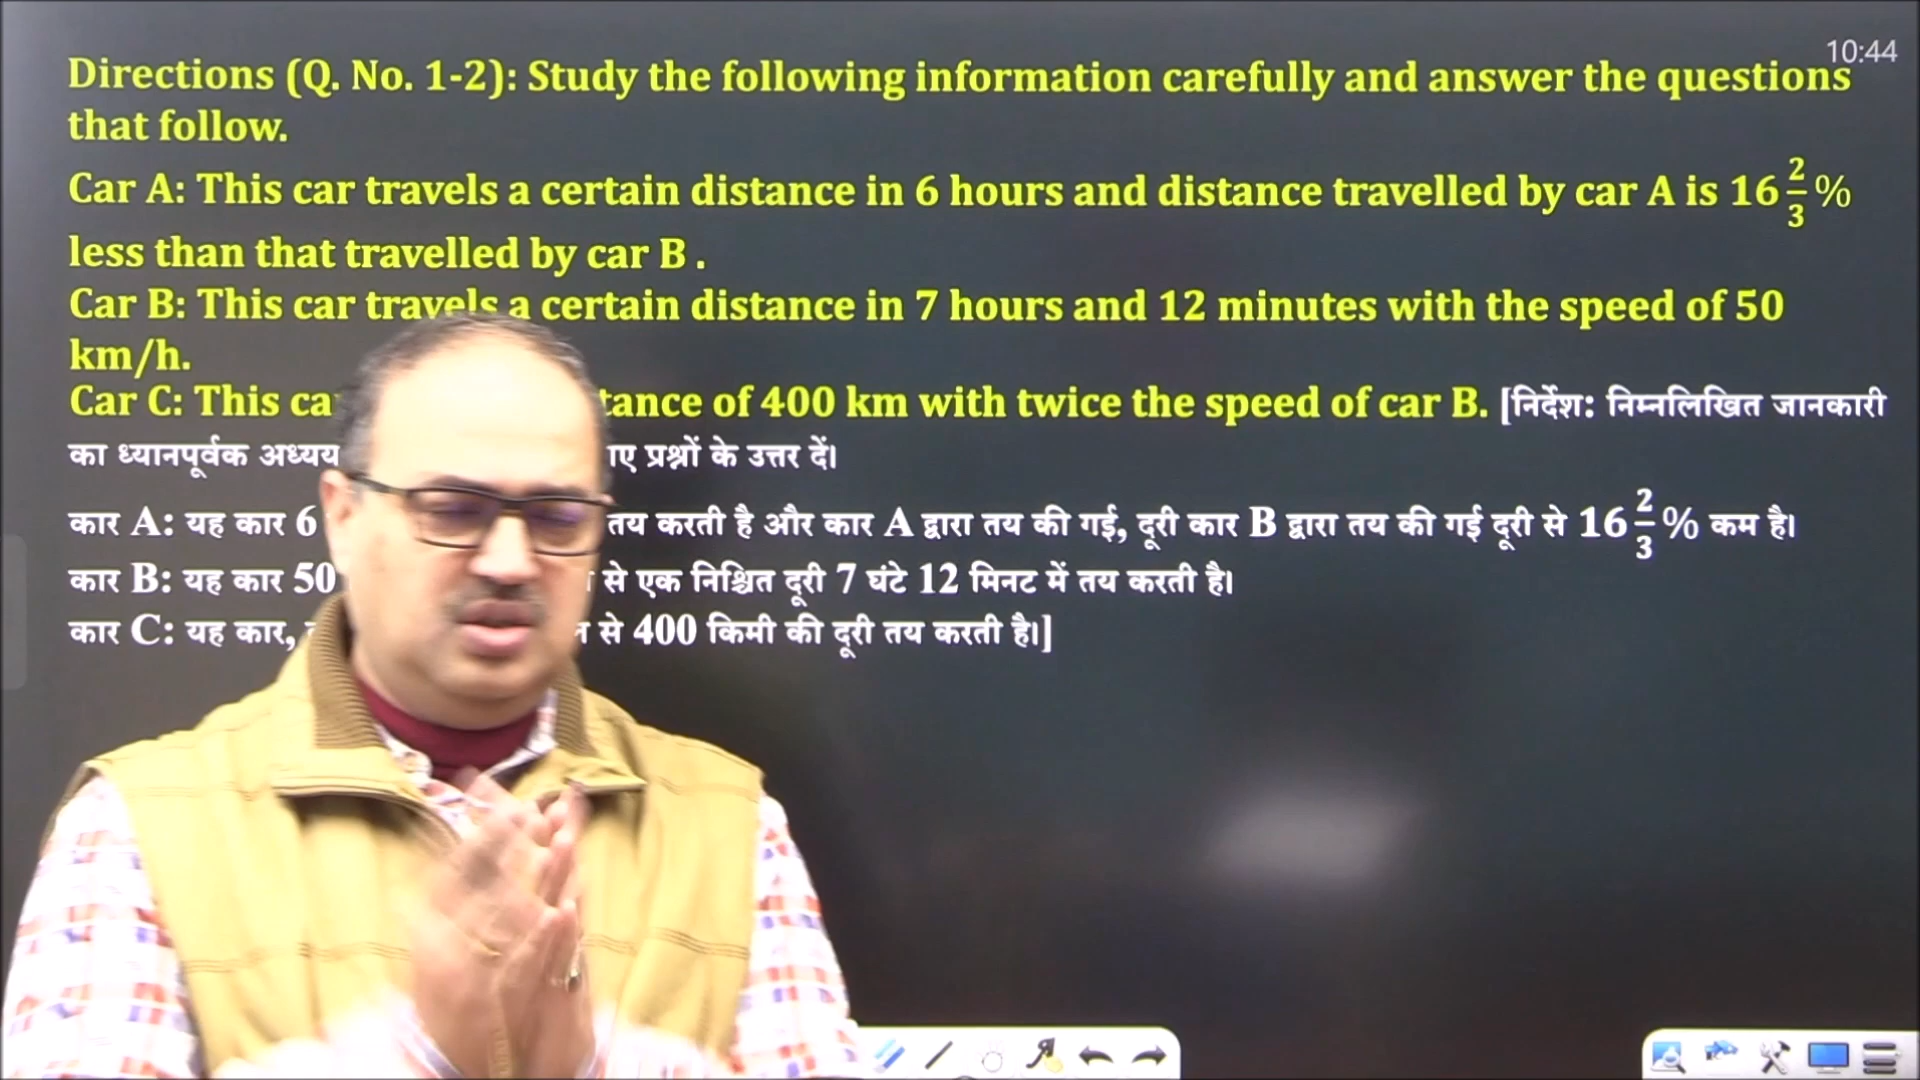 10:44
Directions (Q. No. 1-2): Study the following information carefully and answer the questions
that follow.
Car A: This car travels a certain distance in 6 hours and distance travelled by car A is 16 2/3 %
less than that travelled by car B .
Car B: This car travels a certain distance in 7 hours and 12 minutes with the speed of 50
km/h.
Car C: This of 400 km with twice the speed of car B. [निर्देश: निम्नलिखित जानकारी
का ध्यानपूर्वक प्रश्नों के उत्तर दें।
कार A: यह कार 6 तय करती है और कार A द्वारा तय की गई, दूरी कार B द्वारा तय की गई दूरी से 16 2/3 % कम है।
कार B: यह कार 50 से एक निश्चित दूरी 7 घंटे 12 मिनट में तय करती है।
कार C: यह कार, से 400 किमी की दूरी तय करती है।]